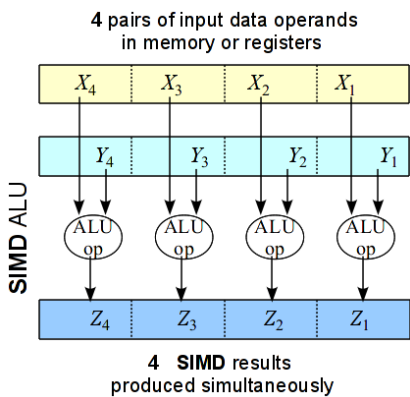 4 pairs of input data operands
in memory or registers
X4 X3 X2 X1
Y4 Y3 Y2 Y1
SIMD ALU
ALU ALU ALU ALU
op op op op
Z4 Z3 Z2 Z1
4 SIMD results
produced simultaneously